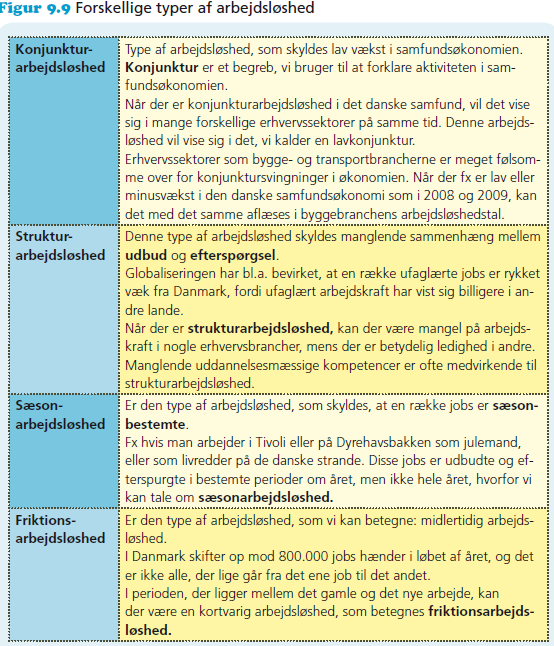 Figur 9.9 Forskellige typer af arbejdsløshed
Konjunktur-
arbejdsløshed
Type af arbejdsløshed, som skyldes lav vækst i samfundsøkonomien.
Konjunktur er et begreb, vi bruger til at forklare aktiviteten i sam-
fundsøkonomien.
Når der er konjunkturarbejdsløshed i det danske samfund, vil det vise
sig i mange forskellige erhvervssektorer på samme tid. Denne arbejds-
løshed vil vise sig i det, vi kalder en lavkonjunktur.
Erhvervssektorer som bygge- og transportbrancherne er meget følsom-
me over for konjunktursvingninger i økonomien. Når der fx er lav eller
minusvækst i den danske samfundsøkonomi som i 2008 og 2009, kan
det med det samme aflæses i byggebranchens arbejdsløshedstal.
Struktur-
arbejdsløshed
Denne type af arbejdsløshed skyldes manglende sammenhæng mellem
udbud og efterspørgsel.
Globaliseringen har bl.a. bevirket, at en række ufaglærte jobs er rykket
væk fra Danmark, fordi ufaglært arbejdskraft har vist sig billigere i an-
dre lande.
Når der er strukturarbejdsløshed, kan der være mangel på arbejds-
kraft i nogle erhvervsbrancher, mens der er betydelig ledighed i andre.
Manglende uddannelsesmæssige kompetencer er ofte medvirkende til
strukturarbejdsløshed.
Sæson-
arbejdsløshed
Er den type af arbejdsløshed, som skyldes, at en række jobs er sæson-
bestemte.
Fx hvis man arbejder i Tivoli eller på Dyrehavsbakken som julemand,
eller som livredder på de danske strande. Disse jobs er udbudte og ef-
terspurgte i bestemte perioder om året, men ikke hele året, hvorfor vi
kan tale om sæsonarbejdsløshed.
Friktions-
arbejdsløshed
Er den type af arbejdsløshed, som vi kan betegne: midlertidig arbejds-
løshed.
I Danmark skifter op mod 800.000 jobs hænder i løbet af året, og det
er ikke alle, der lige går fra det ene job til det andet.
I perioden, der ligger mellem det gamle og det nye arbejde, kan
der være en kortvarig arbejdsløshed, som betegnes friktionsarbejds-
løshed.